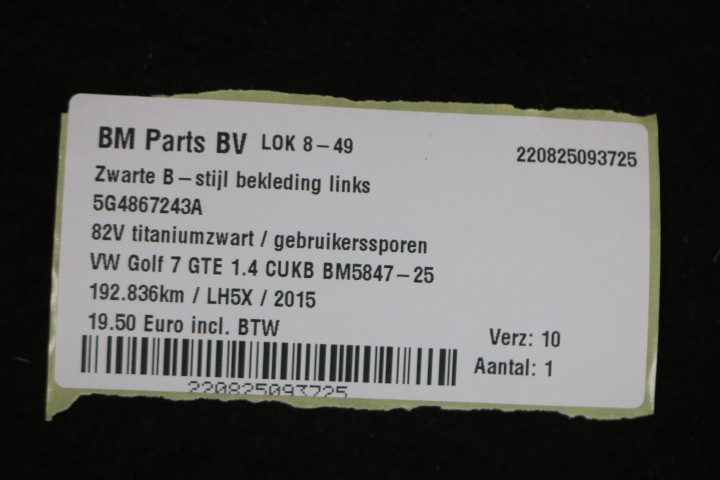 BM Parts BV LOK 8-49
220825093725
Zwarte B-stijl bekleding links
5G4867243A
82V titaniumzwart / gebruikerssporen
VW Golf 7 GTE 1.4 CUKB BM5847-25
192.836km / LH5X / 2015
19.50 Euro incl. BTW
Verz: 10
Aantal: 1
220825093725